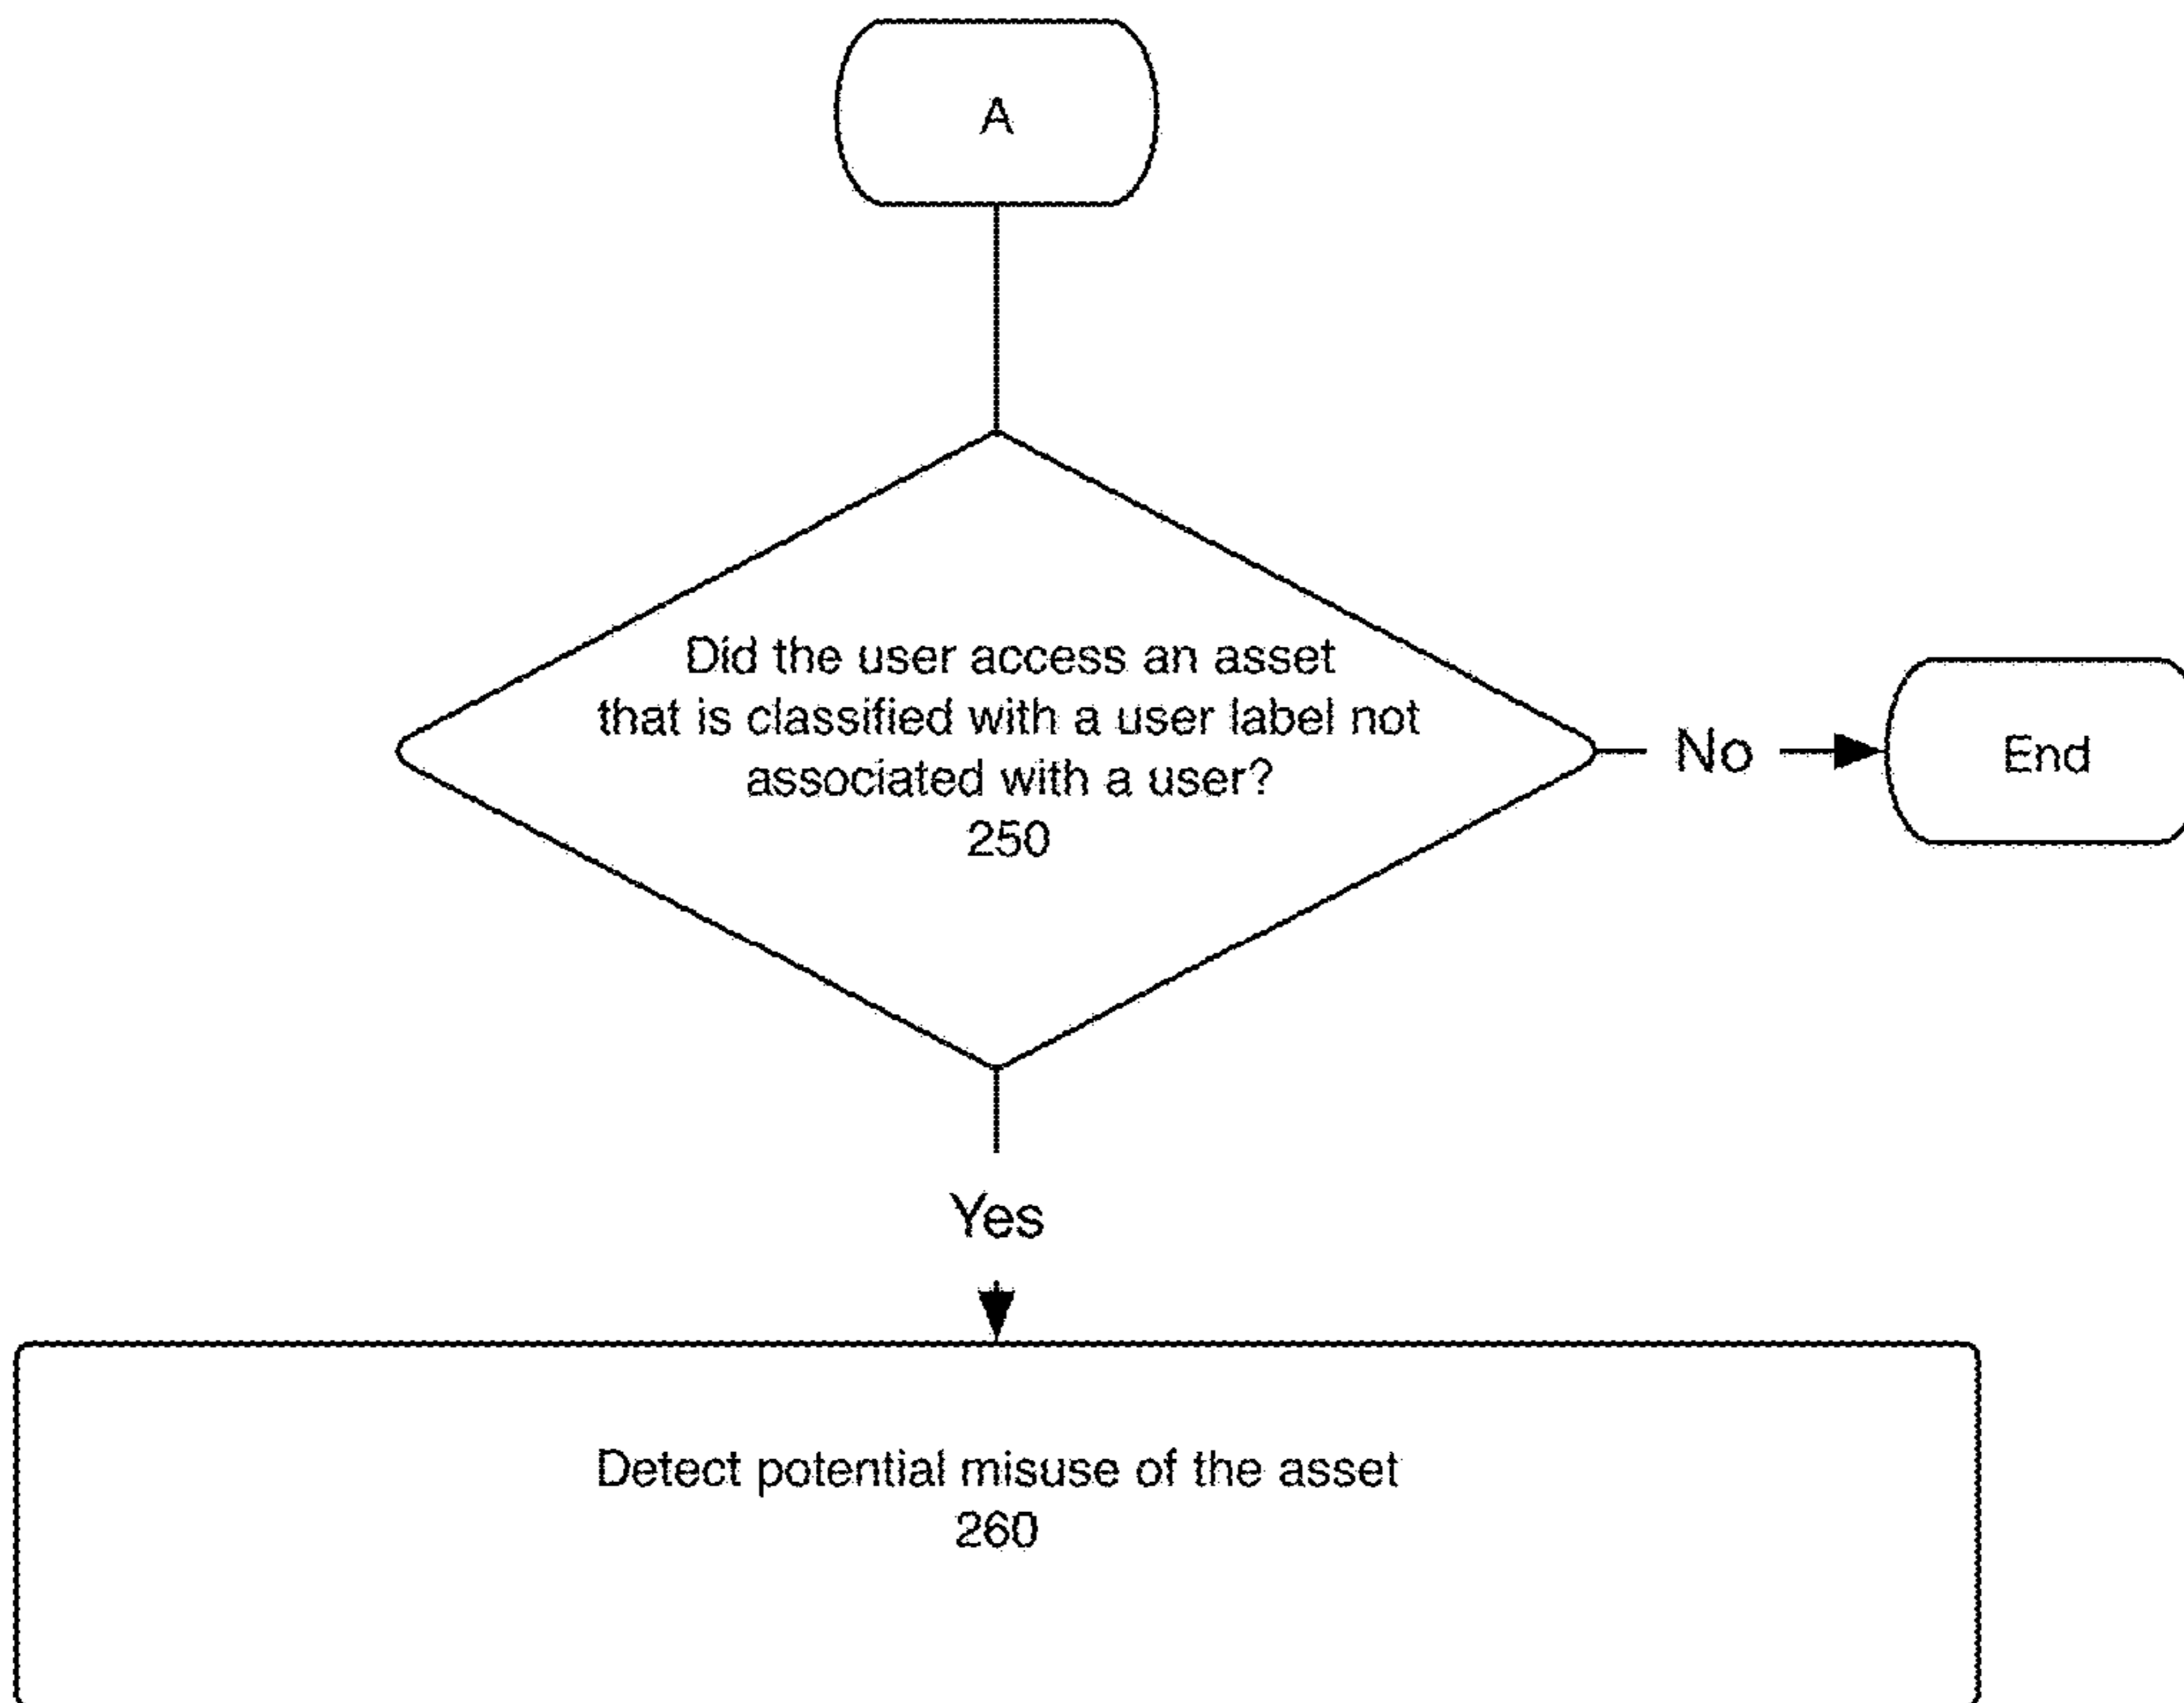 A
Did the user access an asset
that is classified with a user label not
associated with a user?
250
No
End
Yes
Detect potential misuse of the asset
260